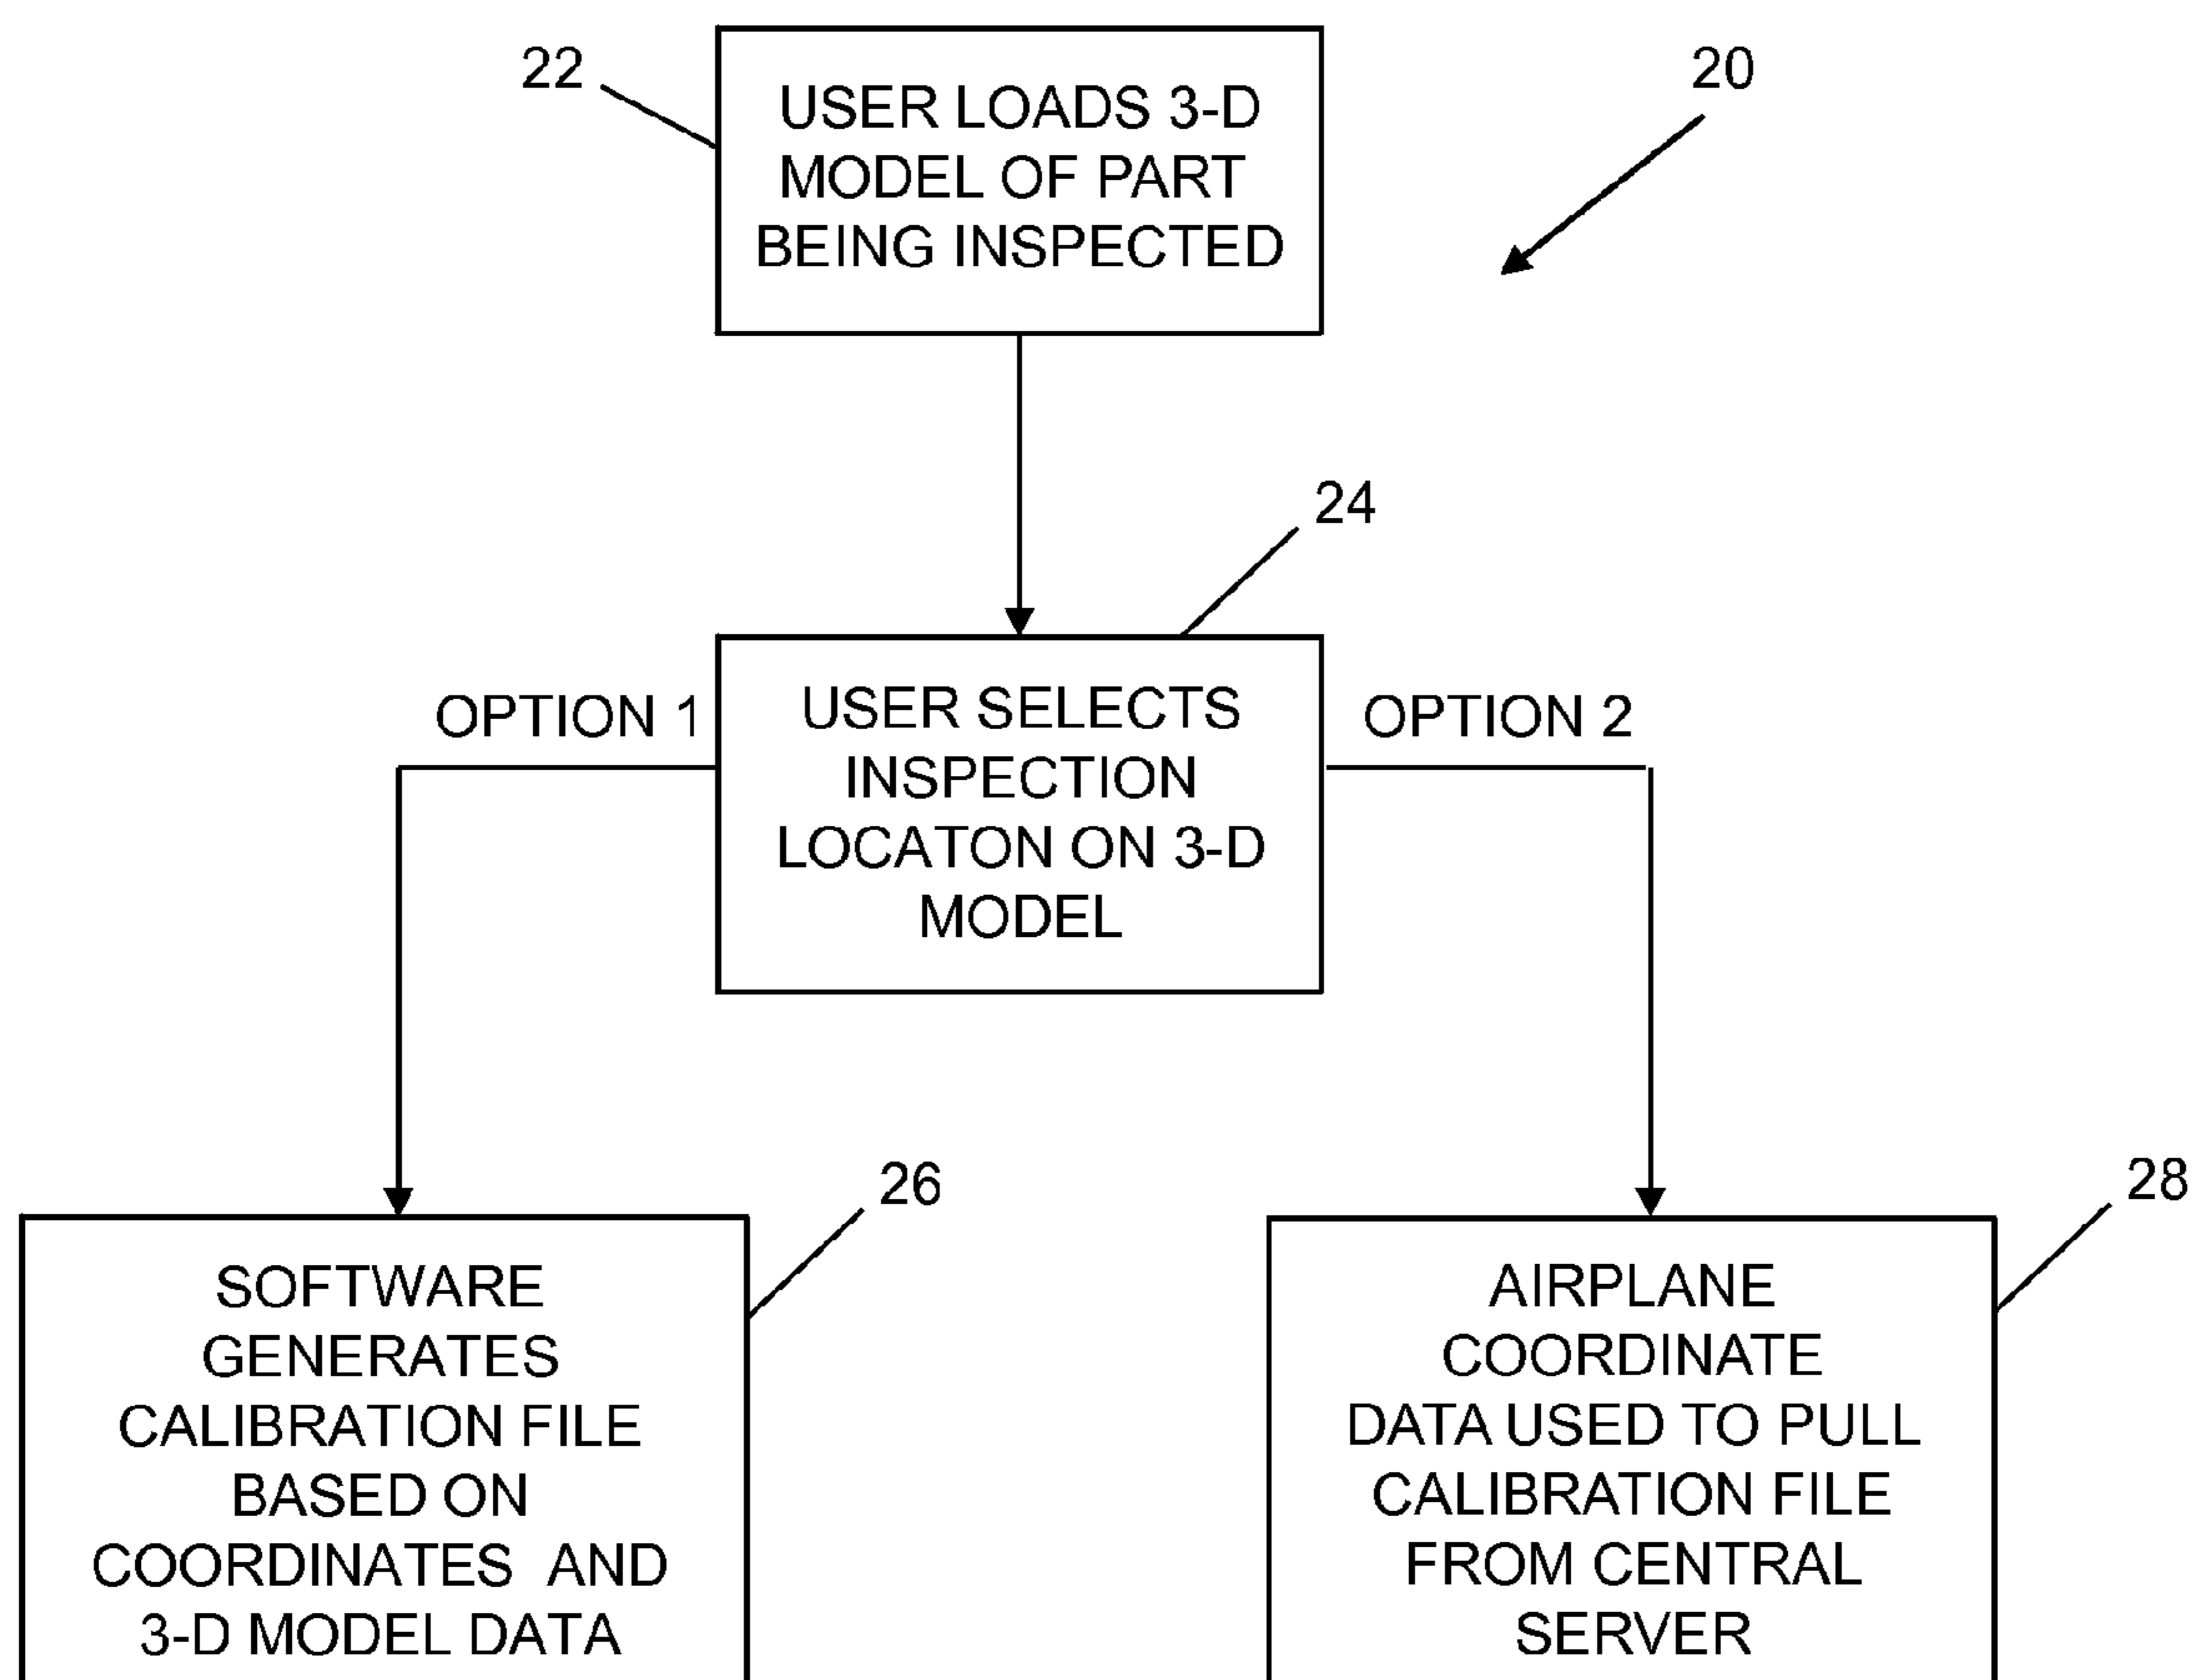 22
USER LOADS 3-D
MODEL OF PART
BEING INSPECTED
20
24
OPTION 1
USER SELECTS
INSPECTION
LOCATON ON 3-D
MODEL
OPTION 2
26
SOFTWARE
GENERATES
CALIBRATION FILE
BASED ON
COORDINATES AND
3-D MODEL DATA
28
AIRPLANE
COORDINATE
DATA USED TO PULL
CALIBRATION FILE
FROM CENTRAL
SERVER